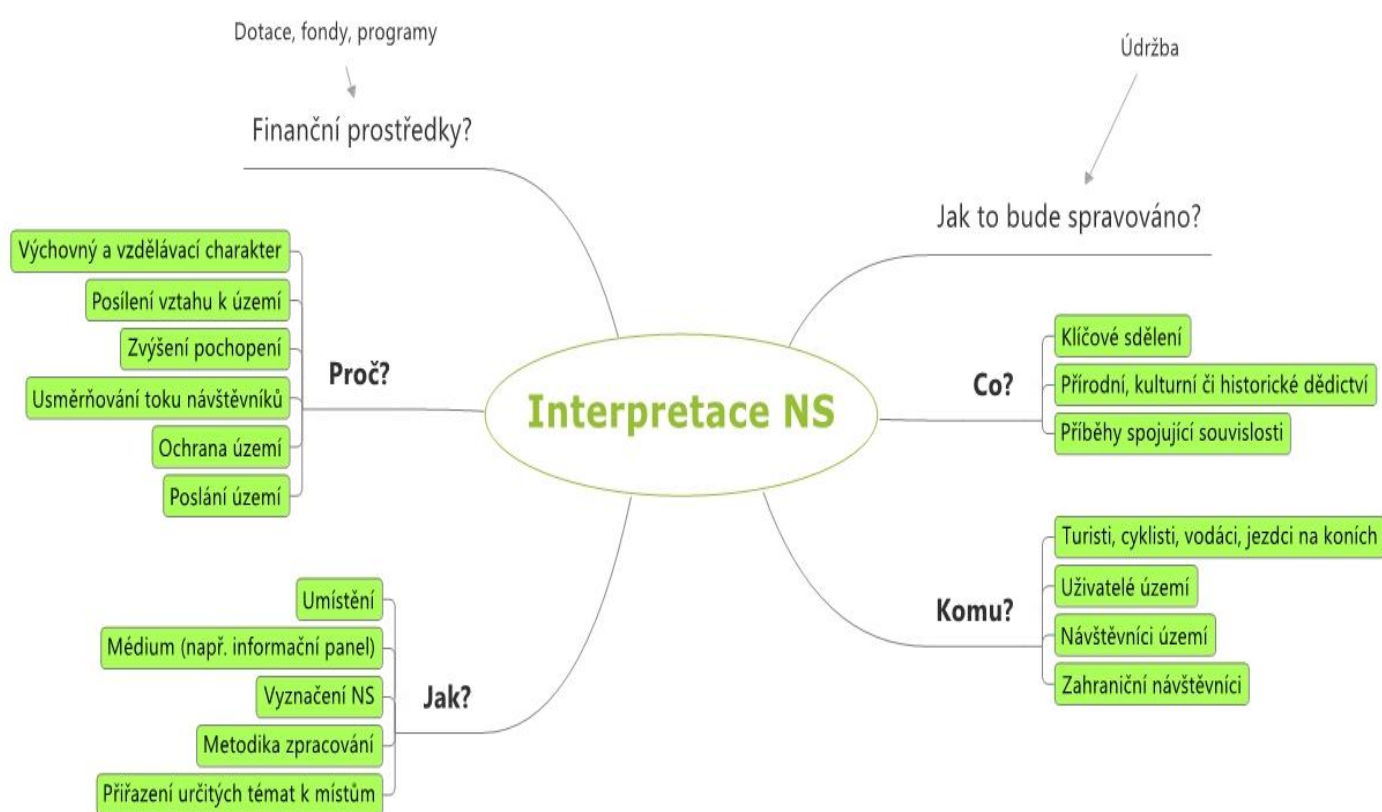 Dotace, fondy, programy
Finanční prostředky?
Údržba
Jak to bude spravováno?
Interpretace NS
Proč?
Výchovný a vzdělávací charakter
Posílení vztahu k území
Zvýšení pochopení
Usměrňování toku návštěvníků
Ochrana území
Poslání území
Co?
Klíčové sdělení
Přírodní, kulturní či historické dědictví
Příběhy spojující souvislosti
Jak?
Umístění
Médium (např. informační panel)
Vyznačení NS
Metodika zpracování
Přiřazení určitých témat k místům
Komu?
Turisti, cyklisti, vodáci, jezdci na koních
Uživatelé území
Návštěvníci území
Zahraniční návštěvníci